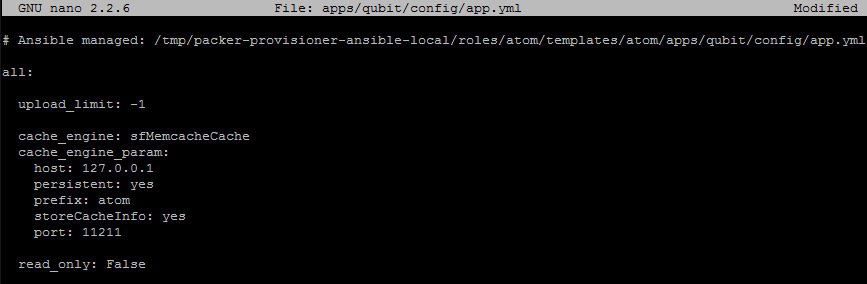 GNU nano 2.2.6 File: apps/qubit/config/app.yml Modified
# Ansible managed: /tmp/packer-provisioner-ansible-local/roles/atom/templates/atom/apps/qubit/config/app.yml
all:
upload_limit: -1
cache_engine: sfMemcacheCache
cache_engine_param:
host: 127.0.0.1
persistent: yes
prefix: atom
storeCacheInfo: yes
port: 11211
read_only: False